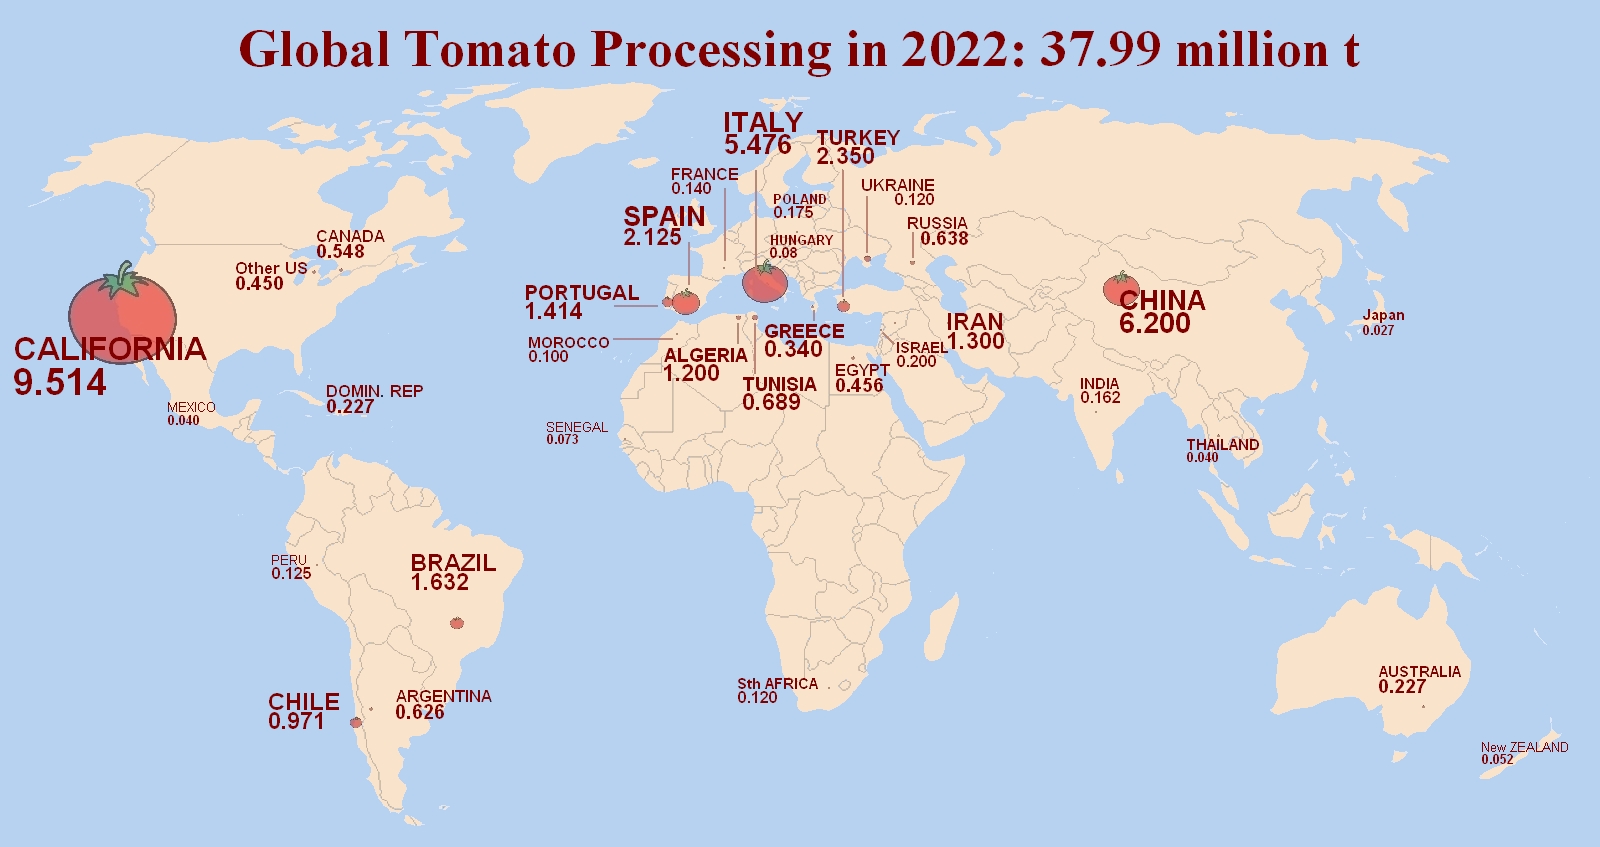 Global Tomato Processing in 2022: 37.99 million t
ITALY
5.476
TURKEY
2.350
FRANCE
0.140
UKRAINE
0.120
POLAND
0.175
SPAIN
2.125
RUSSIA
0.638
HUNGARY
0.08
CANADA
0.548
Other US
0.450
PORTUGAL
1.414
CHINA
6.200
IRAN
1.300
Japan
0.027
GREECE
0.340
MOROCCO
0.100
CALIFORNIA
9.514
ALGERIA
1.200
ISRAEL
0.200
EGYPT
0.456
TUNISIA
0.689
INDIA
0.162
DOMIN. REP
0.227
MEXICO
0.040
SENEGAL
0.073
THAILAND
0.040
PERU
0.125
BRAZIL
1.632
AUSTRALIA
0.227
Sth AFRICA
0.120
CHILE
0.971
ARGENTINA
0.626
New ZEALAND
0.052